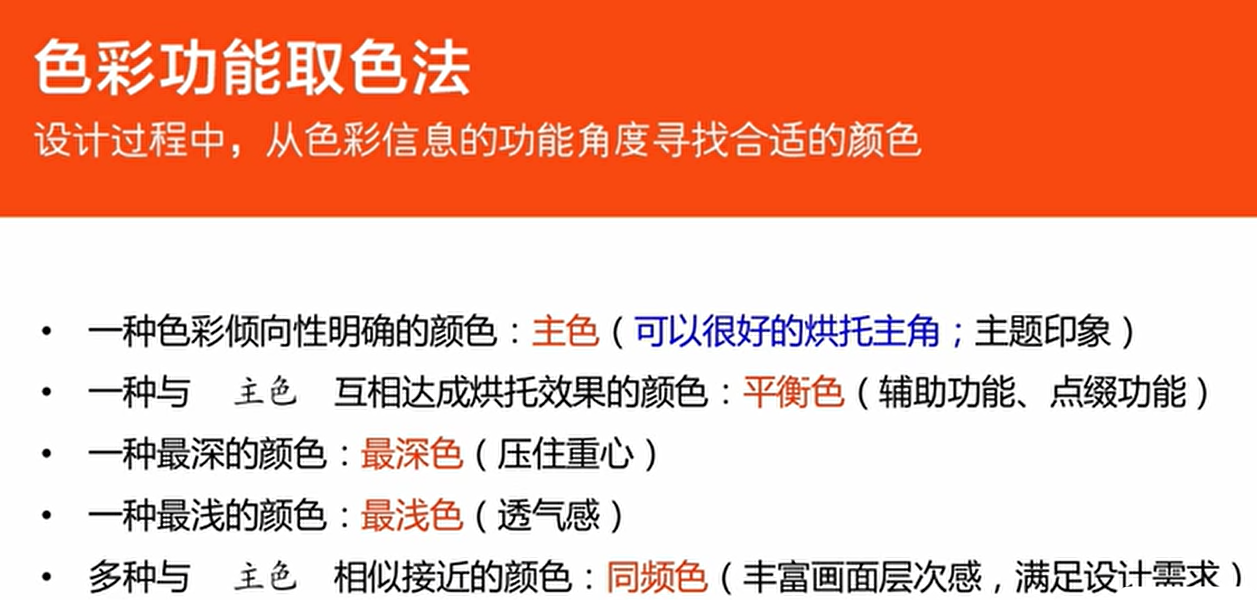 色彩功能取色法
设计过程中，从色彩信息的功能角度寻找合适的颜色
• 一种色彩倾向性明确的颜色：主色（可以很好的烘托主角；主题印象）
• 一种与 主色 互相达成烘托效果的颜色：平衡色（辅助功能、点缀功能）
• 一种最深的颜色：最深色（压住重心）
• 一种最浅的颜色：最浅色（透气感）
• 多种与 主色 相似接近的颜色：同频色（丰富画面层次感，满足设计需求）